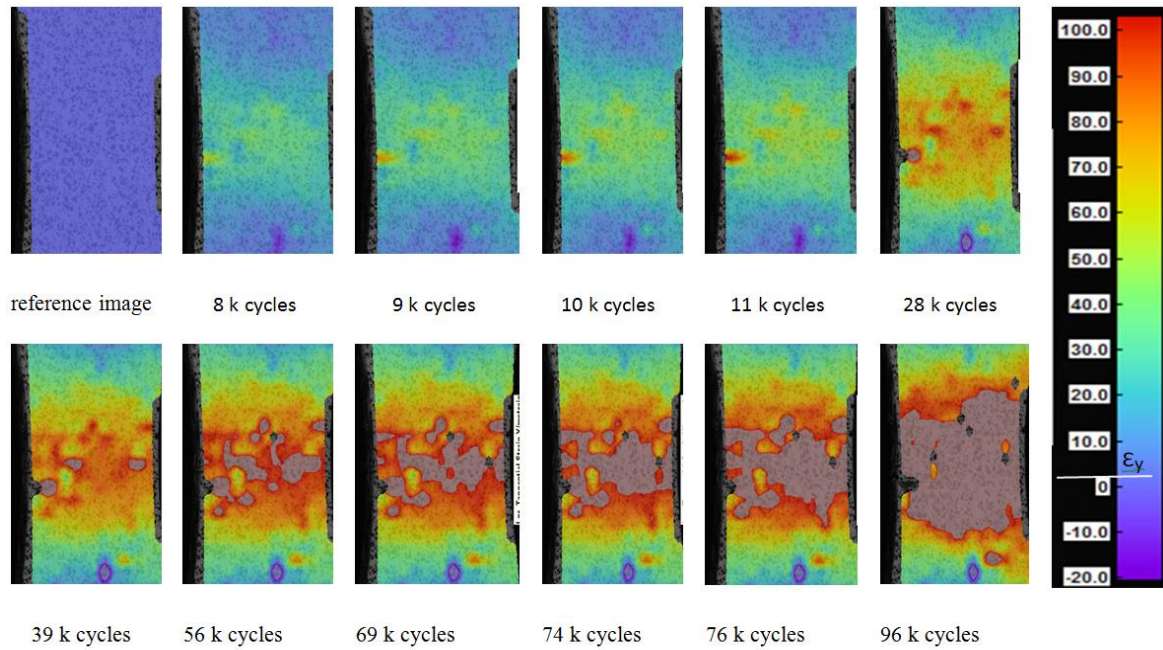 reference image
8 k cycles
9 k cycles
10 k cycles
11 k cycles
28 k cycles
39 k cycles
56 k cycles
69 k cycles
74 k cycles
76 k cycles
96 k cycles
100.0
90.0
80.0
70.0
60.0
50.0
40.0
30.0
20.0
10.0
εy
0
-10.0
-20.0